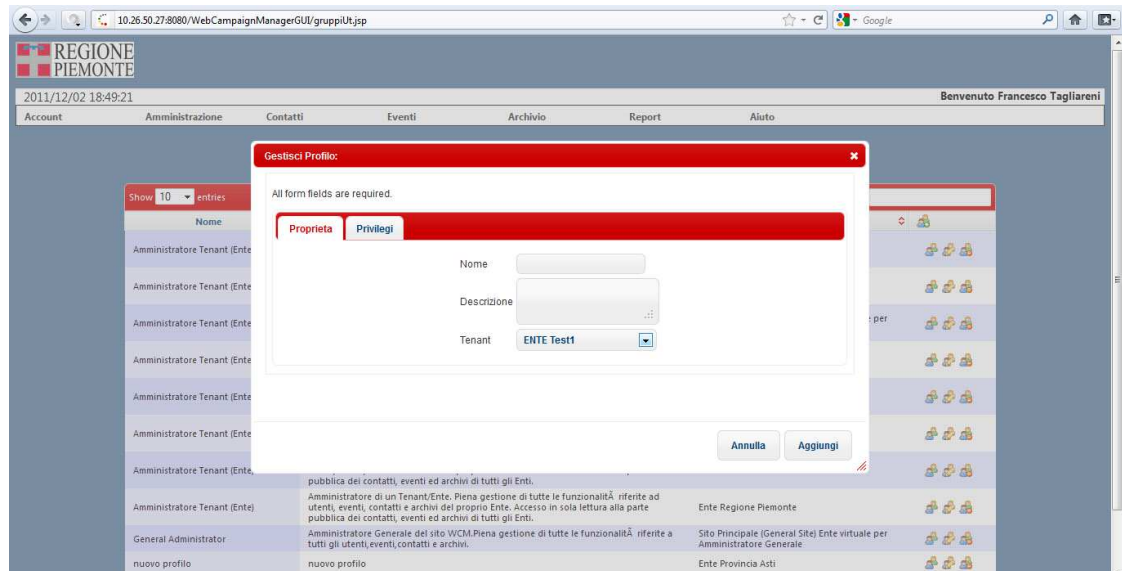 10.26.50.27:8080/WebCampaignManagerGUI/gruppiUt.jsp
Google
REGIONE
PIEMONTE
2011/12/02 18:49:21
Benvenuto Francesco Tagliareni
Account Amministrazione Contatti Eventi Archivio Report Aiuto
Gestisci Profilo:
All form fields are required.
Proprieta Privilegi
Nome
Descrizione
Tenant ENTE Test1
Annulla Aggiungi
Show 10 entries
Nome
Amministratore Tenant (Ente
Amministratore Tenant (Ente
Amministratore Tenant (Ente
per
Amministratore Tenant (Ente
Amministratore Tenant (Ente
Amministratore Tenant (Ente
Amministratore Tenant (Ente)
pubblica dei contatti, eventi ed archivi di tutti gli Enti.
Amministratore Tenant (Ente)
Amministratore di un Tenant/Ente. Piena gestione di tutte le funzionalitÃ riferite ad
utenti, eventi, contatti e archivi del proprio Ente. Accesso in sola lettura alla parte
pubblica dei contatti, eventi ed archivi di tutti gli Enti.
Ente Regione Piemonte
General Administrator
Amministratore Generale del sito WCM.Piena gestione di tutte le funzionalitÃ riferite a
tutti gli utenti,eventi,contatti e archivi.
Sito Principale (General Site) Ente virtuale per
Amministratore Generale
nuovo profilo
nuovo profilo
Ente Provincia Asti